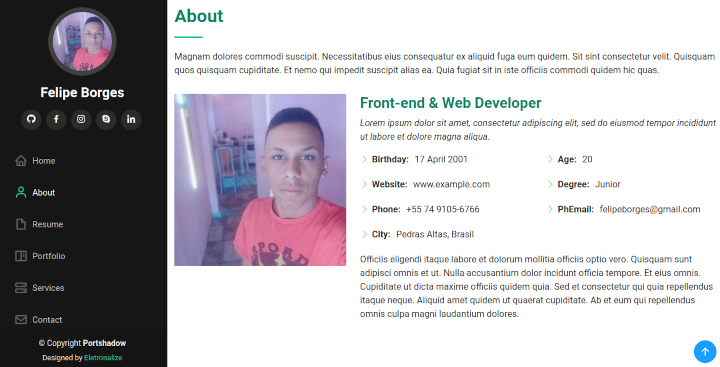 Felipe Borges
Home
About
Resume
Portfolio
Services
Contact
© Copyright Portshadow
Designed by Eletronalize
About
Magnam dolores commodi suscipit. Necessitatibus eius consequatur ex aliquid fuga eum quidem. Sit sint consectetur velit. Quisquam
quos quisquam cupiditate. Et nemo qui impedit suscipit alias ea. Quia fugiat sit in iste officiis commodi quidem hic quas.
Front-end & Web Developer
Lorem ipsum dolor sit amet, consectetur adipiscing elit, sed do eiusmod tempor incididunt
ut labore et dolore magna aliqua.
Birthday: 17 April 2001
Age: 20
Website: www.example.com
Degree: Junior
Phone: +55 74 9105-6766
PhEmail: felipeborges@gmail.com
City: Pedras Altas, Brasil
Officiis eligendi itaque labore et dolorum mollitia officiis optio vero. Quisquam sunt
adipisci omnis et ut. Nulla accusantium dolor incidunt officia tempore. Et eius omnis.
Cupiditate ut dicta maxime officiis quidem quia. Sed et consectetur qui quia repellendus
itaque neque. Aliquid amet quidem ut quaerat cupiditate. Ab et eum qui repellendus
omnis culpa magni laudantium dolores.